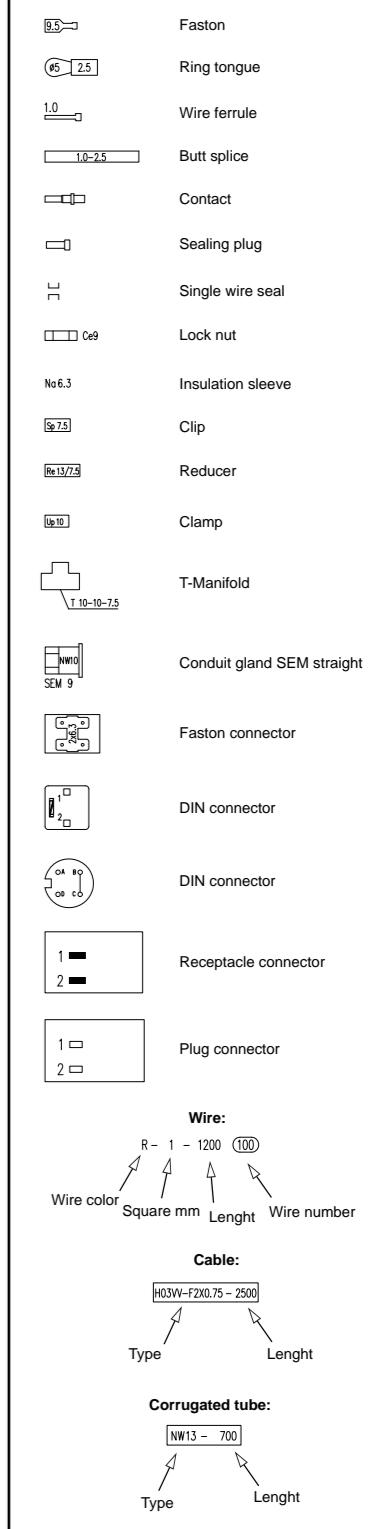 9.5 Faston
ø5 2.5 Ring tongue
1.0 Wire ferrule
1.0-2.5 Butt splice
Contact
Sealing plug
Single wire seal
Ce9 Lock nut
Na 6.3 Insulation sleeve
Sp 7.5 Clip
Re 13/7.5 Reducer
Up 10 Clamp
T-Manifold
T 10-10-7.5
NW10 Conduit gland SEM straight
SEM 9
2x6.3 Faston connector
1
DIN connector
2
A B
DIN connector
D C
1
Receptacle connector
2
1
Plug connector
2
Wire:
R - 1 - 1200 100
Wire color Square mm Lenght Wire number
Cable:
H03VV-F2X0.75 - 2500
Type Lenght
Corrugated tube:
NW13 - 700
Type Lenght